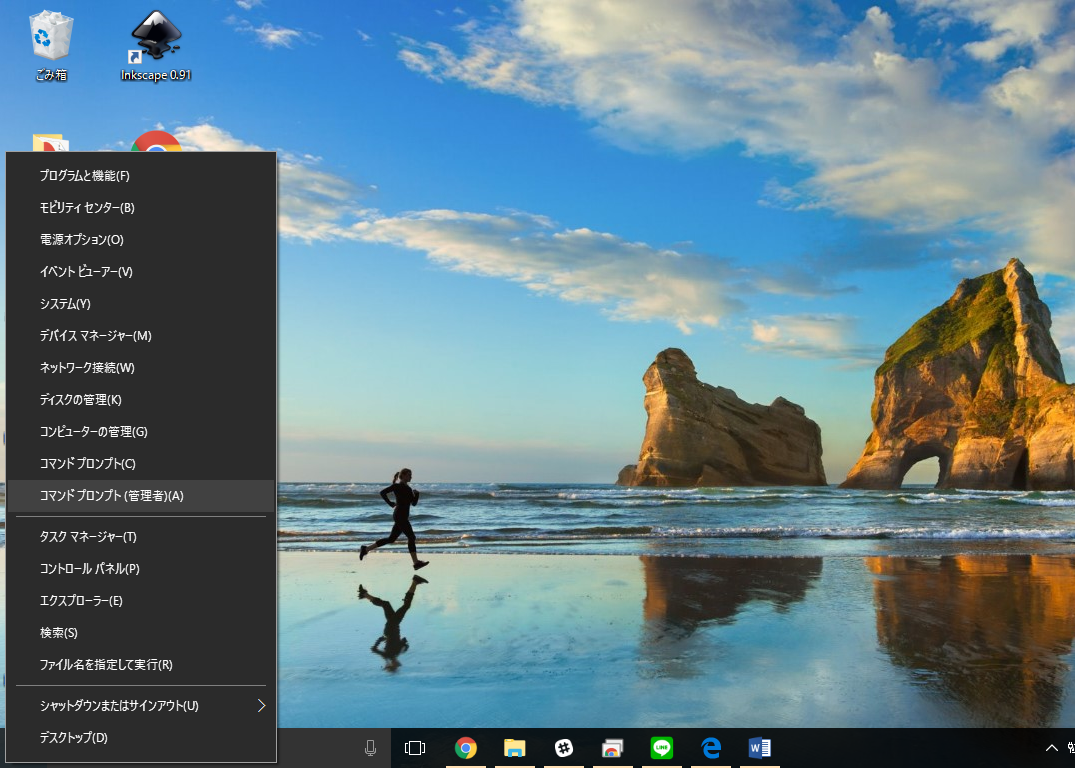 ごみ箱
Inkscape 0.91
プログラムと機能(F)
モビリティ センター(B)
電源オプション(O)
イベント ビューアー(V)
システム(Y)
デバイス マネージャー(M)
ネットワーク接続(W)
ディスクの管理(K)
コンピューターの管理(G)
コマンド プロンプト(C)
コマンド プロンプト (管理者)(A)
タスク マネージャー(T)
コントロール パネル(P)
エクスプローラー(E)
検索(S)
ファイル名を指定して実行(R)
シャットダウンまたはサインアウト(U)
デスクトップ(D)
LINE